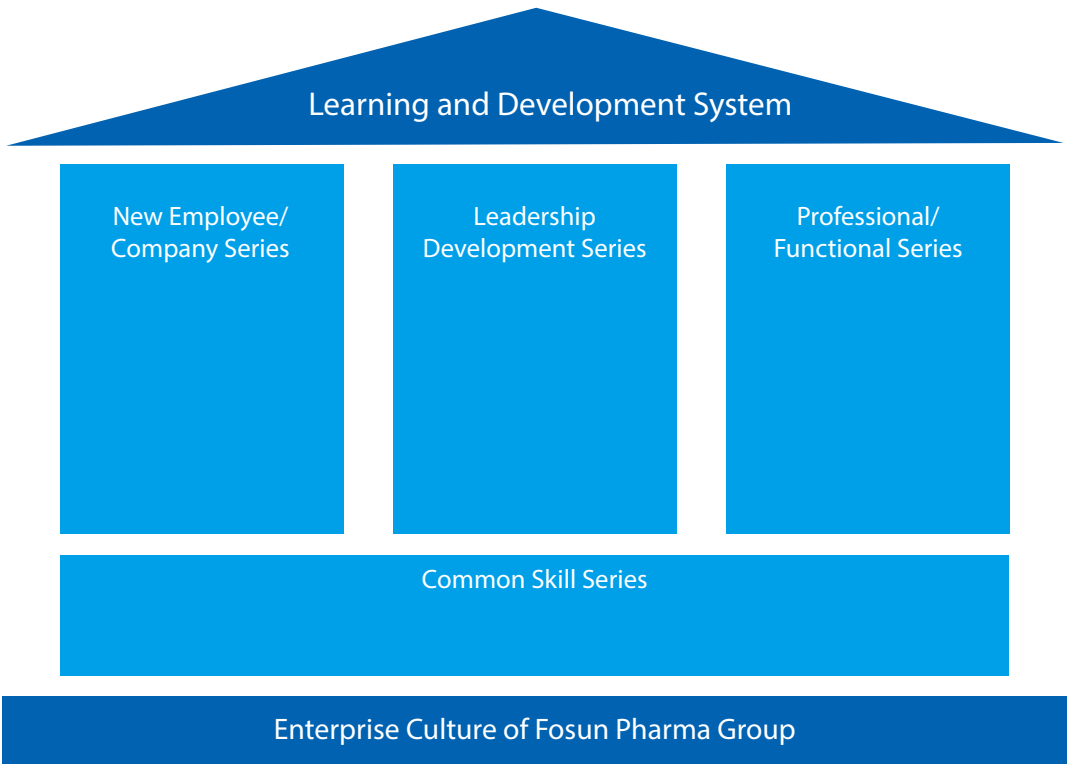 Learning and Development System
New Employee/
Company Series
Leadership
Development Series
Professional/
Functional Series
Common Skill Series
Enterprise Culture of Fosun Pharma Group